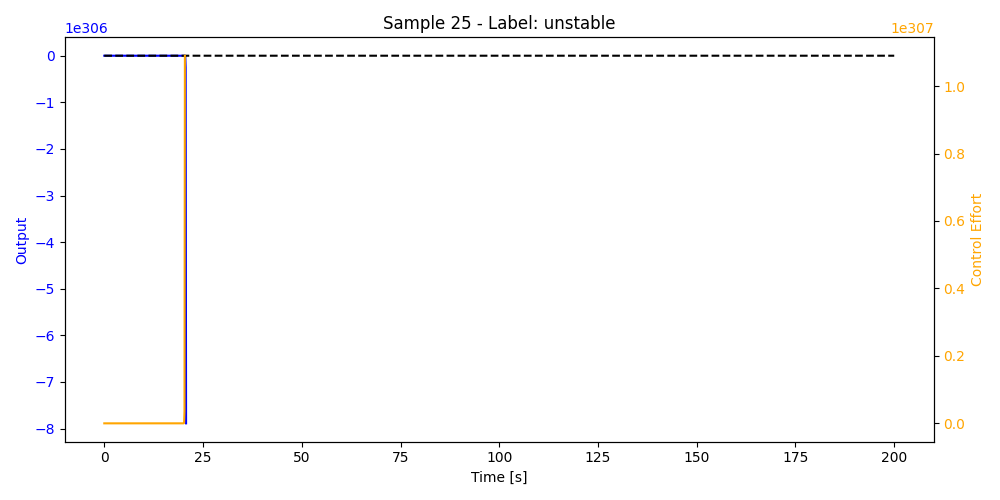 Sample 25 - Label: unstable
1e306
1e307
0
−1
−2
−3
−4
−5
−6
−7
−8
Output
1.0
0.8
0.6
0.4
0.2
0.0
Control Effort
0 25 50 75 100 125 150 175 200
Time [s]